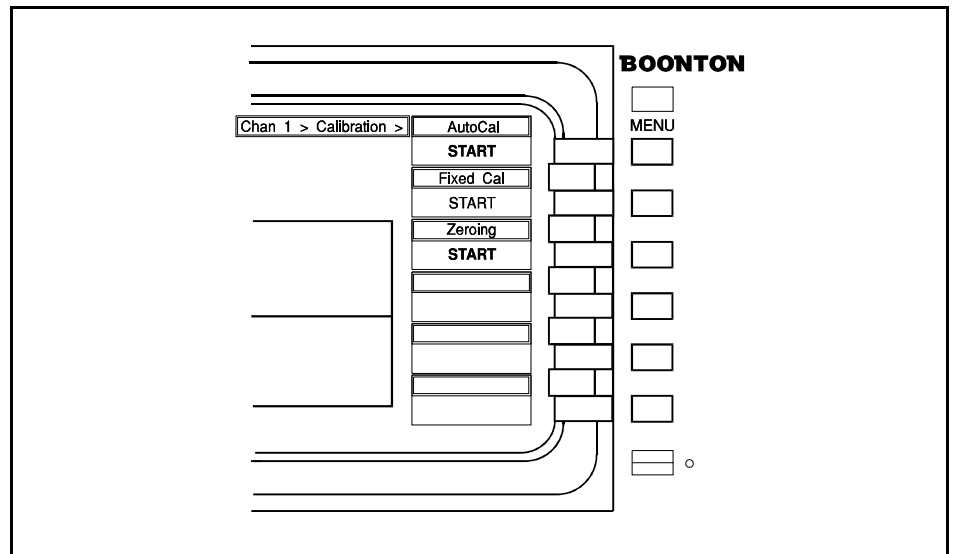 BOONTON
MENU
Chan 1 > Calibration >
AutoCal
START
Fixed Cal
START
Zeroing
START